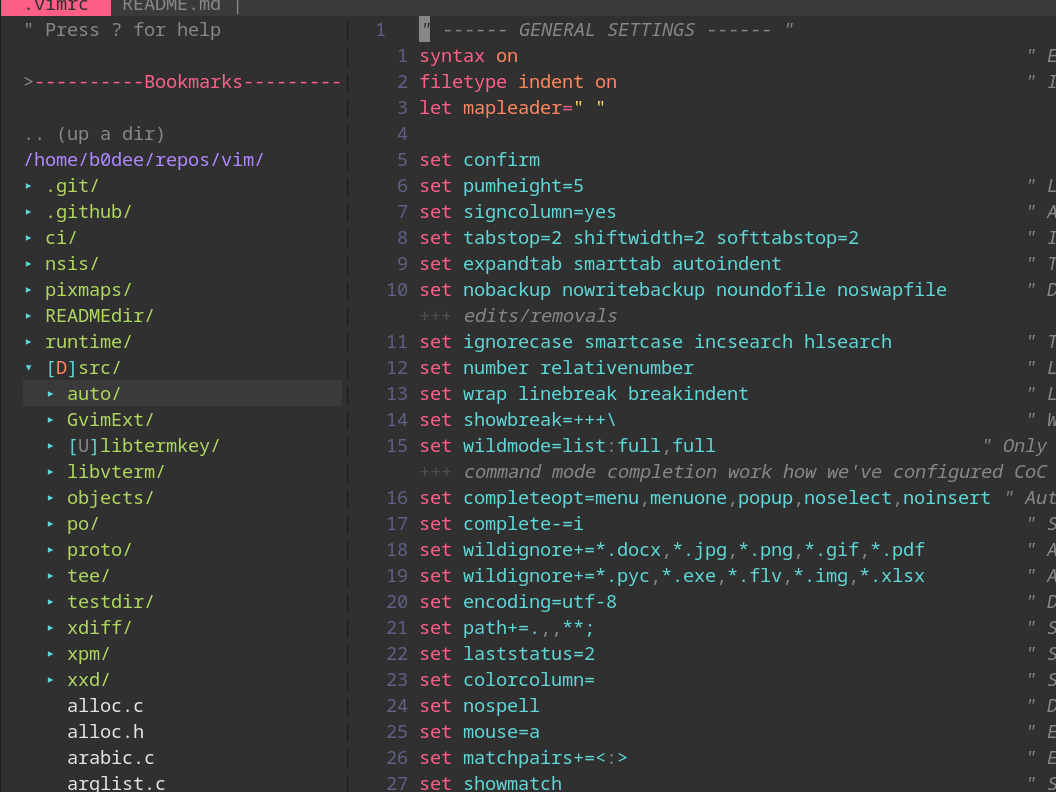 .vimrc README.md |
" Press ? for help
>----------Bookmarks---------
.. (up a dir)
/home/b0dee/repos/vim/
▸ .git/
▸ .github/
▸ ci/
▸ nsis/
▸ pixmaps/
▸ READMEdir/
▸ runtime/
▾ [D]src/
▸ auto/
▸ GvimExt/
▸ [U]libtermkey/
▸ libvterm/
▸ objects/
▸ po/
▸ proto/
▸ tee/
▸ testdir/
▸ xdiff/
▸ xpm/
▸ xxd/
alloc.c
alloc.h
arabic.c
arglist.c
1 " ------ GENERAL SETTINGS ------ "
1 syntax on "
2 filetype indent on "
3 let mapleader=" "
4
5 set confirm
6 set pumheight=5 "
7 set signcolumn=yes "
8 set tabstop=2 shiftwidth=2 softtabstop=2 "
9 set expandtab smarttab autoindent "
10 set nobackup nowritebackup noundofile noswapfile "
+++ edits/removals
11 set ignorecase smartcase incsearch hlsearch "
12 set number relativenumber "
13 set wrap linebreak breakindent "
14 set showbreak=+++\ "
15 set wildmode=list:full,full " Only
+++ command mode completion work how we've configured CoC
16 set completeopt=menu,menuone,popup,noselect,noinsert " Aut
17 set complete-=i "
18 set wildignore+=*.docx,*.jpg,*.png,*.gif,*.pdf "
19 set wildignore+=*.pyc,*.exe,*.flv,*.img,*.xlsx "
20 set encoding=utf-8 "
21 set path+=.,,**; "
22 set laststatus=2 "
23 set colorcolumn= "
24 set nospell "
25 set mouse=a "
26 set matchpairs+=<:> "
27 set showmatch "